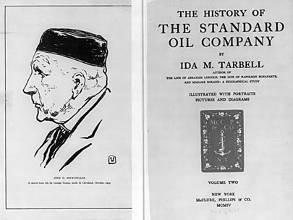 JOHN D. ROCKEFELLER
THE HISTORY OF
THE STANDARD
OIL COMPANY
BY
IDA M. TARBELL
AUTHOR OF
THE LIFE OF ABRAHAM LINCOLN, THE LIFE OF NAPOLEON BONAPARTE,
AND MADAME ROLAND: A BIOGRAPHICAL STUDY
ILLUSTRATED WITH PORTRAITS
PICTURES AND DIAGRAMS
VOLUME TWO
NEW YORK
McCLURE, PHILLIPS & CO.
MCMIV